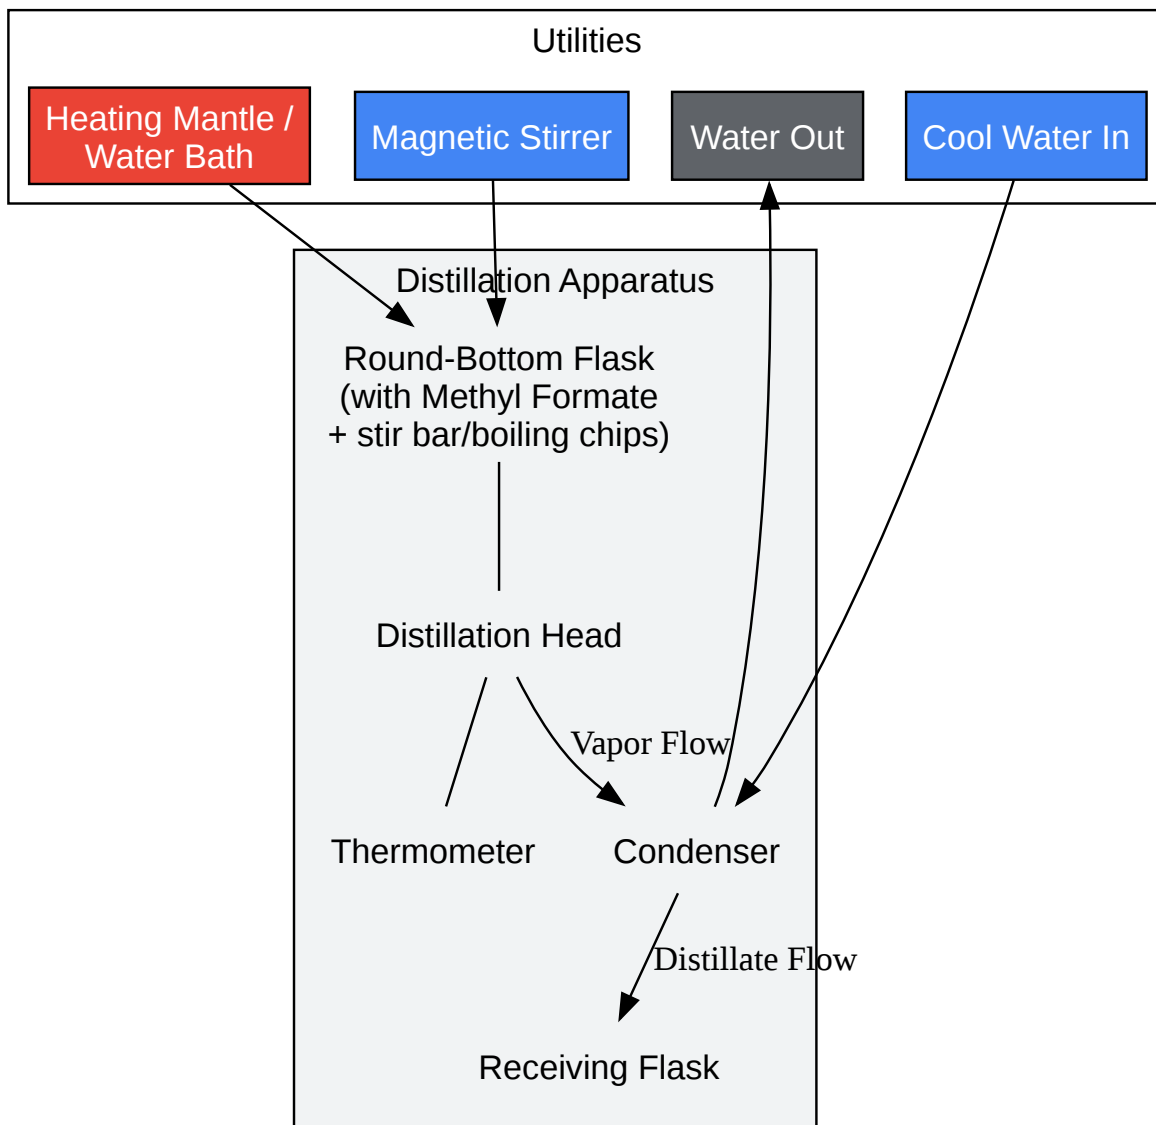 Utilities
Heating Mantle /
Water Bath
Magnetic Stirrer
Water Out
Cool Water In
Distillation Apparatus
Round-Bottom Flask
(with Methyl Formate
+ stir bar/boiling chips)
Distillation Head
Vapor Flow
Thermometer
Condenser
Distillate Flow
Receiving Flask